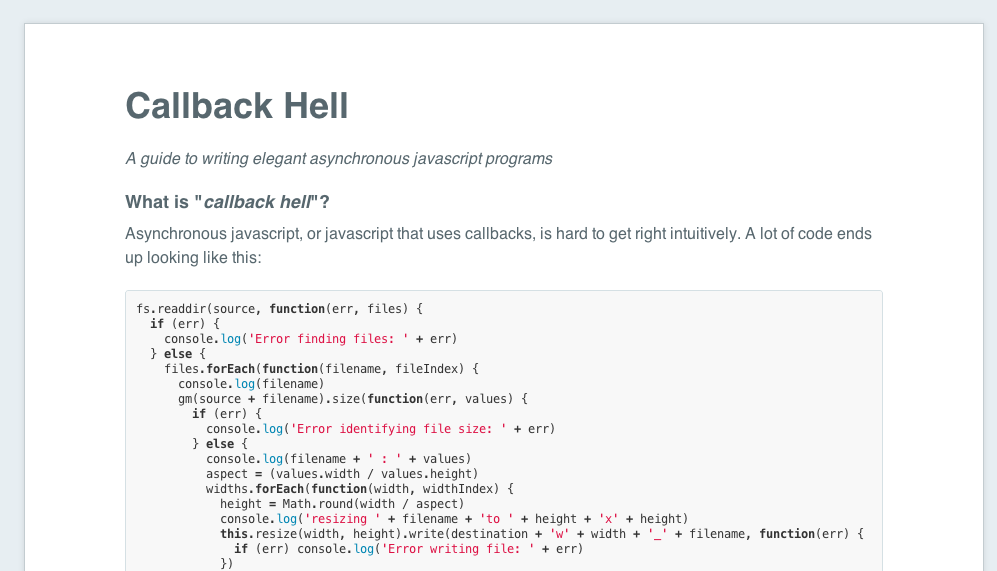 Callback Hell
A guide to writing elegant asynchronous javascript programs
What is "callback hell"?
Asynchronous javascript, or javascript that uses callbacks, is hard to get right intuitively. A lot of code ends
up looking like this:
fs.readdir(source, function(err, files) {
  if (err) {
    console.log('Error finding files: ' + err)
  } else {
    files.forEach(function(filename, fileIndex) {
      console.log(filename)
      gm(source + filename).size(function(err, values) {
        if (err) {
          console.log('Error identifying file size: ' + err)
        } else {
          console.log(filename + ' : ' + values)
          aspect = (values.width / values.height)
          widths.forEach(function(width, widthIndex) {
            height = Math.round(width / aspect)
            console.log('resizing ' + filename + 'to ' + height + 'x' + height)
            this.resize(width, height).write(destination + 'w' + width + '_' + filename, function(err) {
              if (err) console.log('Error writing file: ' + err)
            })